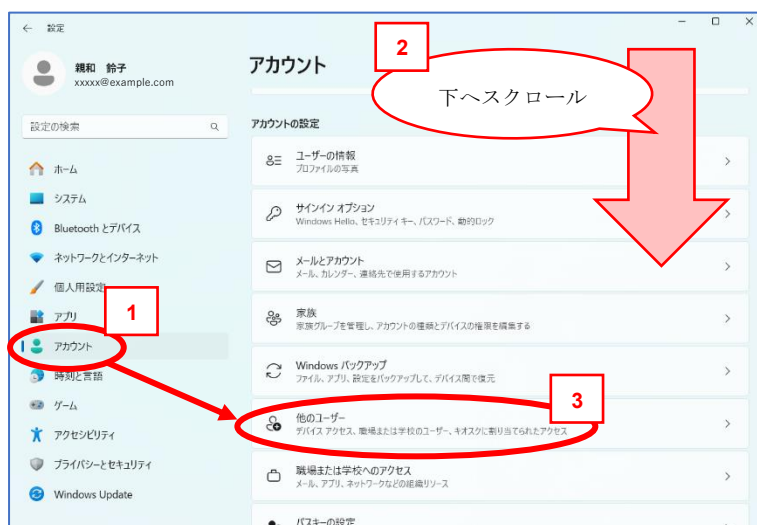 ← 設定
親和 鈴子
xxxxx@example.com
設定の検索
ホーム
システム
Bluetooth とデバイス
ネットワークとインターネット
個人用設定
アプリ
1
アカウント
時刻と言語
ゲーム
アクセシビリティ
プライバシーとセキュリティ
Windows Update
アカウント
2
下へスクロール
アカウントの設定
ユーザーの情報
プロファイルの写真
サインイン オプション
Windows Hello、セキュリティ キー、パスワード、動的ロック
メールとアカウント
メール、カレンダー、連絡先で使用するアカウント
家族
家族グループを管理し、アカウントの種類とデバイスの権限を編集する
Windows バックアップ
ファイル、アプリ、設定をバックアップして、デバイス間で復元
3
他のユーザー
デバイス アクセス、職場または学校のユーザー、キオスクに割り当てられたアクセス
職場または学校へのアクセス
メール、アプリ、ネットワークなどの組織リソース
パスキーの設定